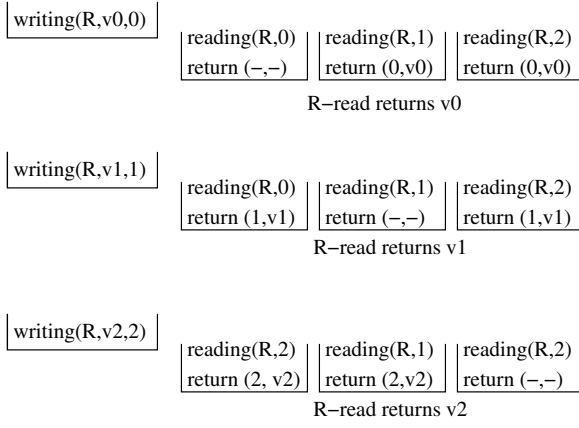 writing(R,v0,0)
reading(R,0) reading(R,1) reading(R,2)
return (−,−) return (0,v0) return (0,v0)
R−read returns v0
writing(R,v1,1)
reading(R,0) reading(R,1) reading(R,2)
return (1,v1) return (−,−) return (1,v1)
R−read returns v1
writing(R,v2,2)
reading(R,2) reading(R,1) reading(R,2)
return (2, v2) return (2,v2) return (−,−)
R−read returns v2